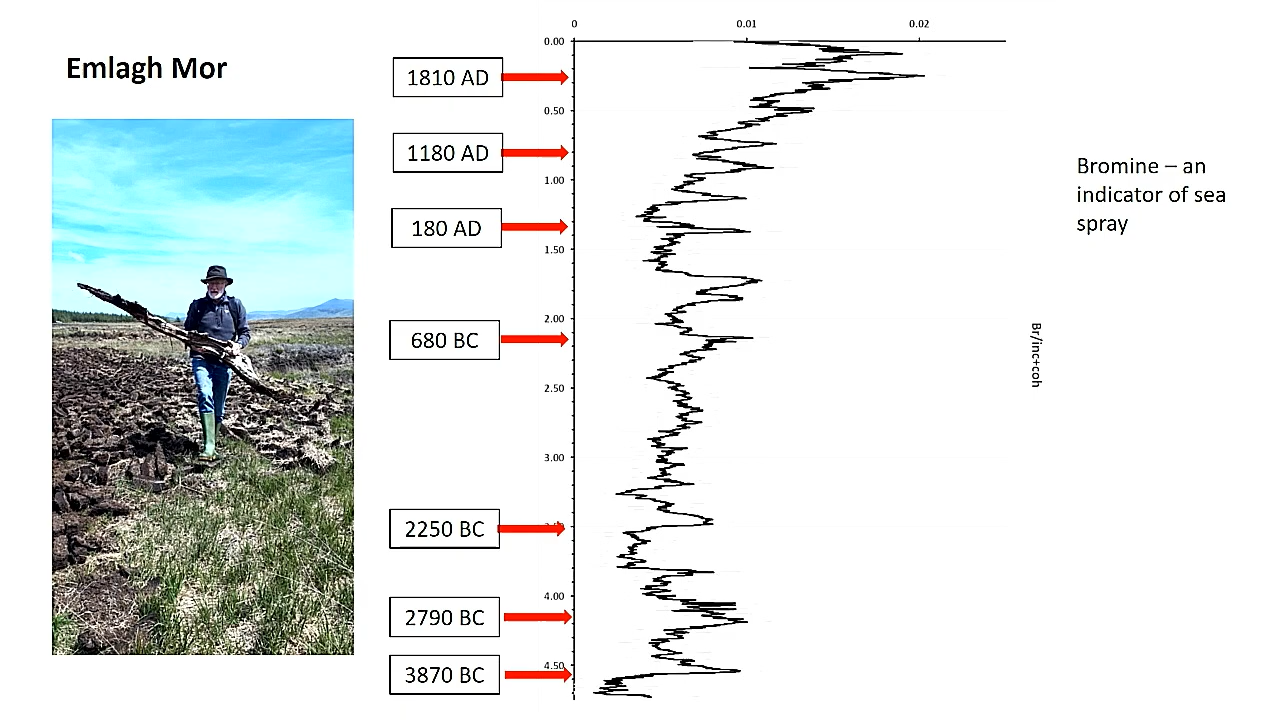 Emlagh Mor
0 0.01 0.02
0.00
1810 AD
0.50
1180 AD
1.00
180 AD
1.50
2.00
680 BC
2.50
3.00
2250 BC
4.00
2790 BC
4.50
3870 BC
Br/inc+coh
Bromine – an
indicator of sea
spray